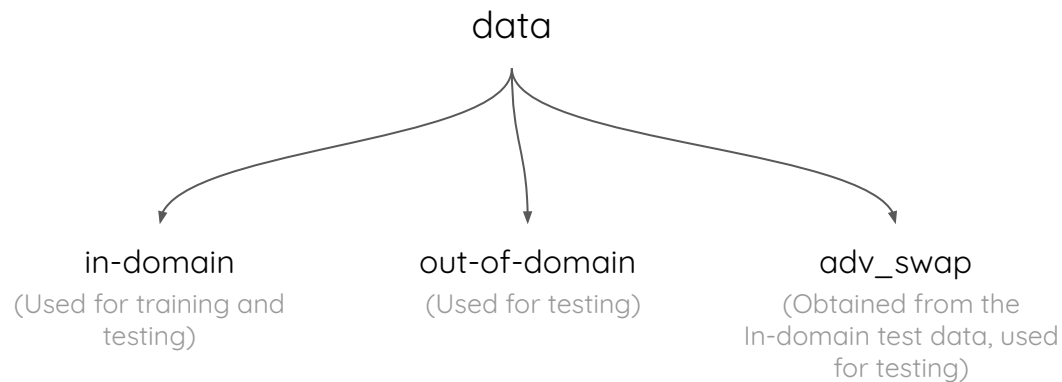 data
in-domain
(Used for training and
testing)
out-of-domain
(Used for testing)
adv_swap
(Obtained from the
In-domain test data, used
for testing)